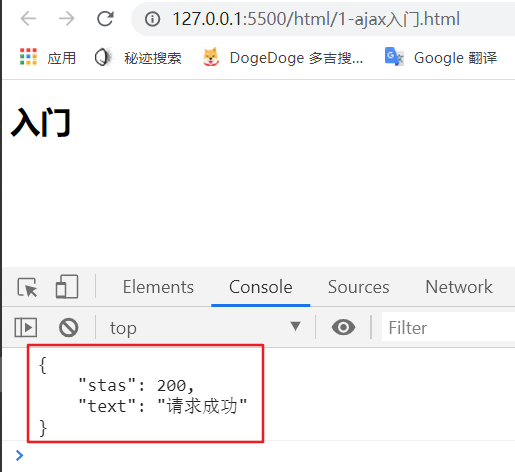 127.0.0.1:5500/html/1-ajax入门.html
应用 秘迹搜索 DogeDoge 多吉搜... Google 翻译
入门
Elements Console Sources Network
top Filter
{
"stas": 200,
"text": "请求成功"
}